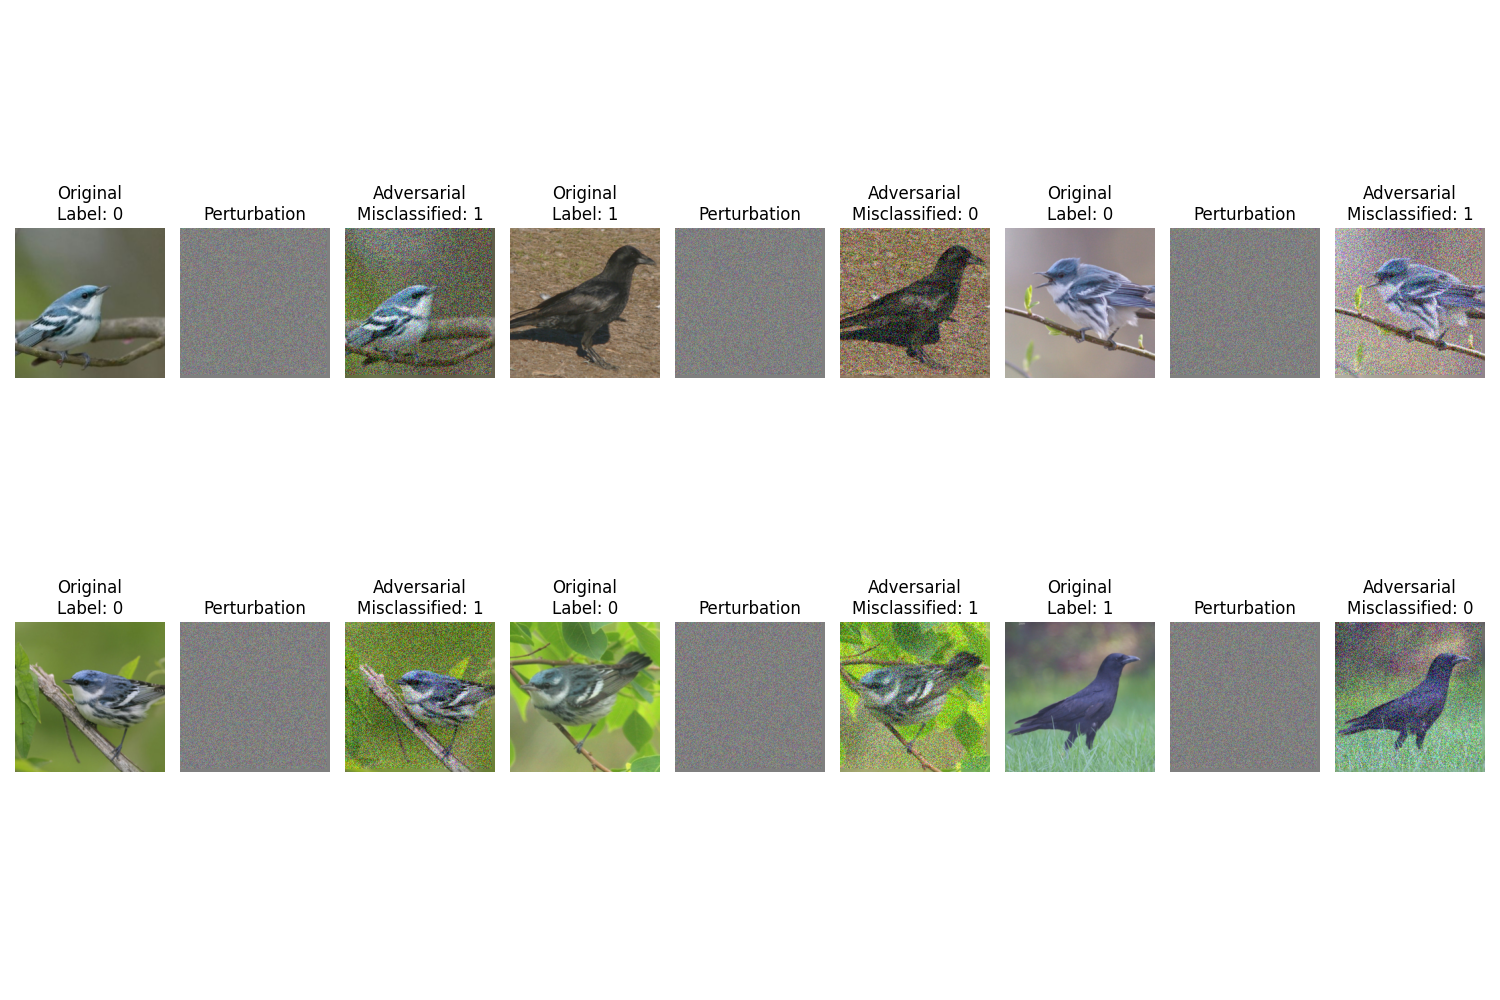 Original
Label: 0
Perturbation
Adversarial
Misclassified: 1
Original
Label: 1
Perturbation
Adversarial
Misclassified: 0
Original
Label: 0
Perturbation
Adversarial
Misclassified: 1
Original
Label: 0
Perturbation
Adversarial
Misclassified: 1
Original
Label: 0
Perturbation
Adversarial
Misclassified: 1
Original
Label: 1
Perturbation
Adversarial
Misclassified: 0